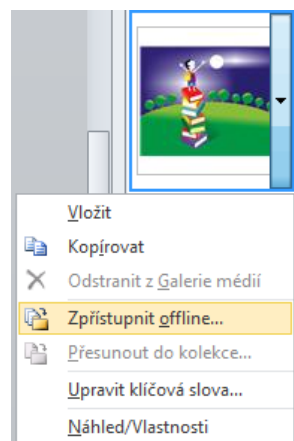 Vložit
Kopírovat
Odstranit z Galerie médií
Zpřístupnit offline...
Přesunout do kolekce...
Upravit klíčová slova...
Náhled/Vlastnosti